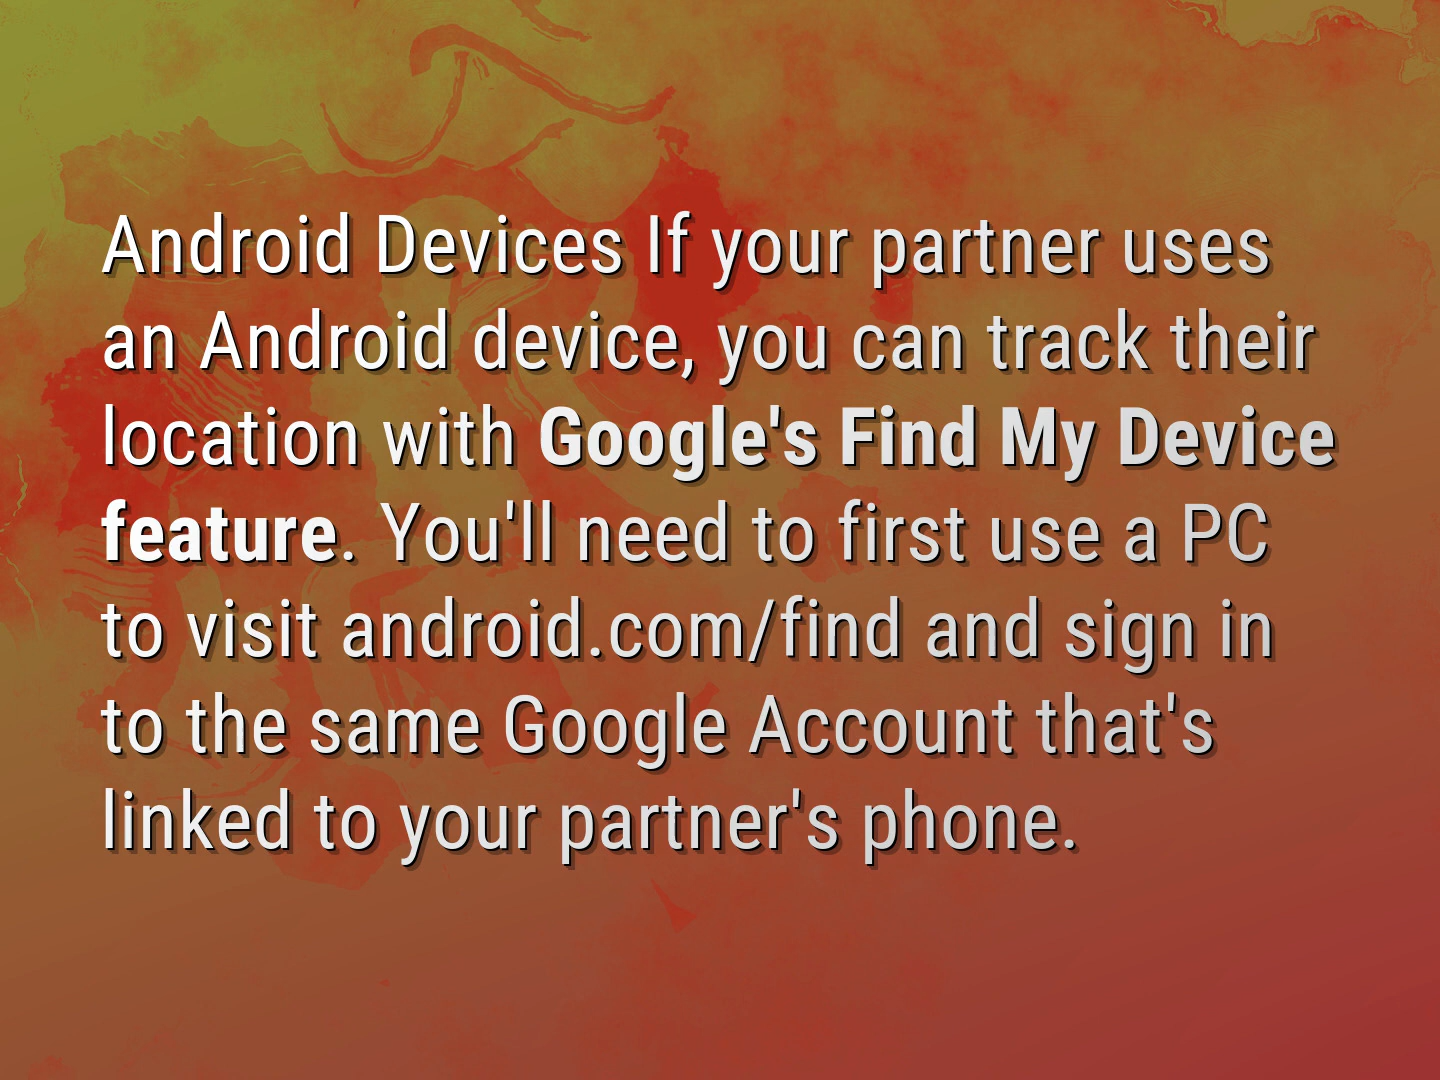 Android Devices If your partner uses
an Android device, you can track their
location with Google's Find My Device
feature. You'll need to first use a PC
to visit android.com/find and sign in
to the same Google Account that's
linked to your partner's phone.